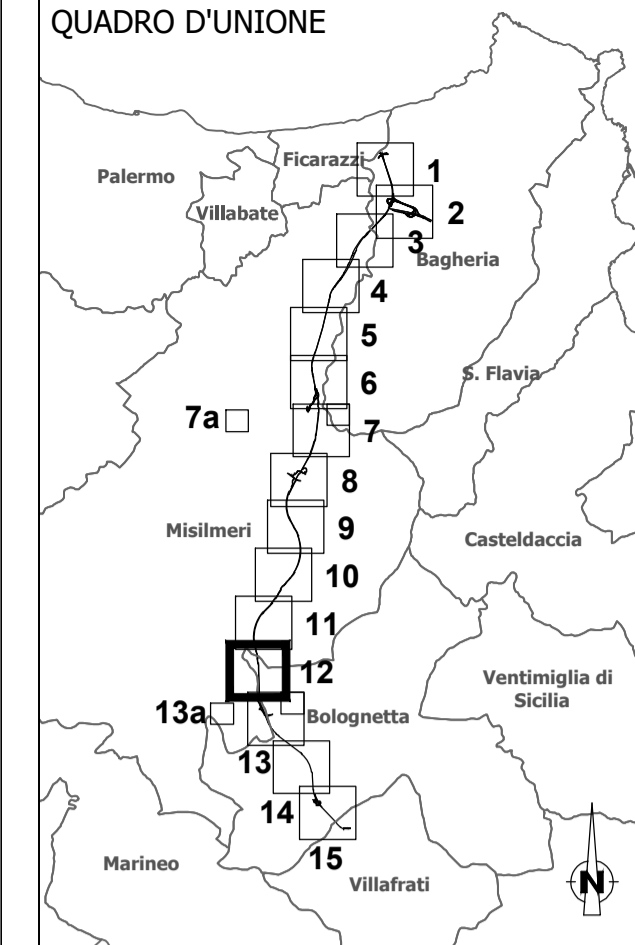 QUADRO D'UNIONE
Ficarazzi
1
Palermo
Villabate
2
3
Bagheria
4
5
S. Flavia
6
7a
7
8
Misilmeri
9
Casteldaccia
10
11
12
Ventimiglia di
Sicilia
13a
Bolognetta
13
14
15
Marineo
Villafrati
N